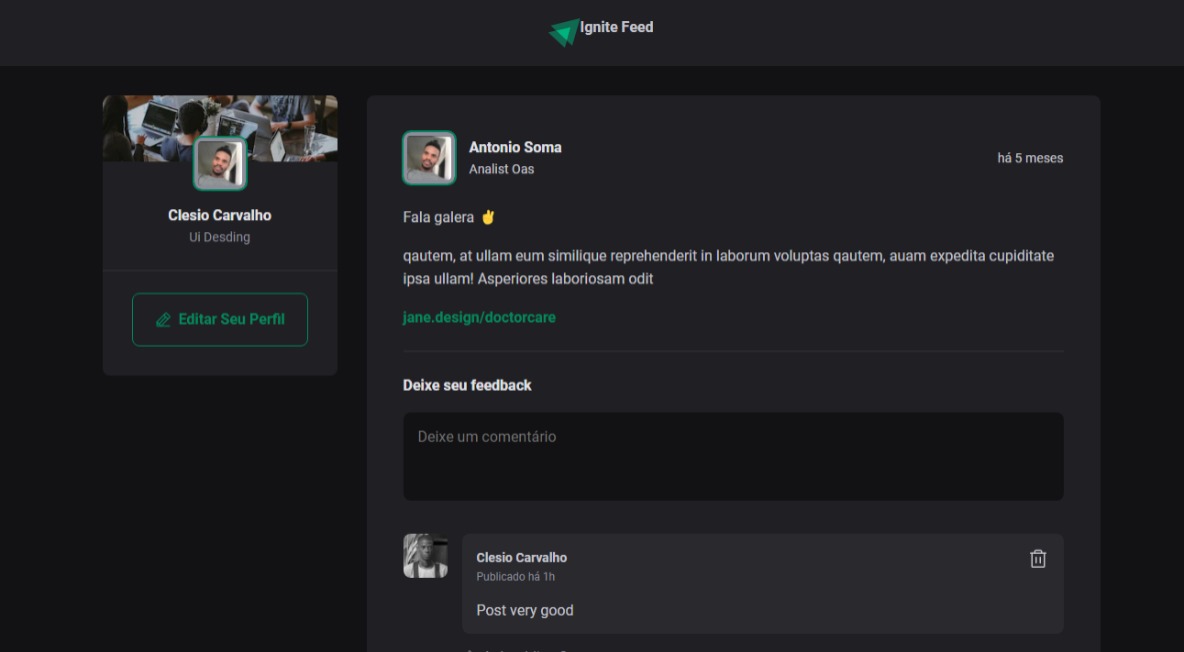 Ignite Feed
Clesio Carvalho
Ui Desding
Editar Seu Perfil
Antonio Soma
Analist Oas
há 5 meses
Fala galera ✌
qautem, at ullam eum similique reprehenderit in laborum voluptas qautem, auam expedita cupiditate
ipsa ullam! Asperiores laboriosam odit
jane.design/doctorcare
Deixe seu feedback
Deixe um comentário
Clesio Carvalho
Publicado há 1h
Post very good